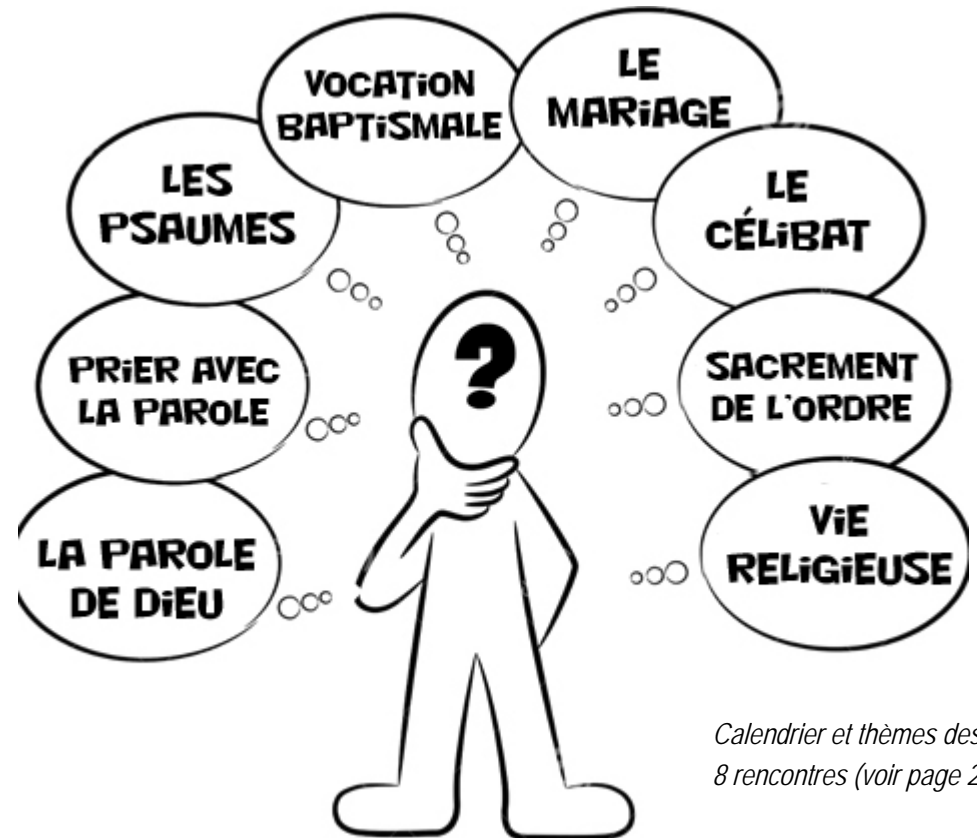 VOCATiON
BAPTiSMALE
LE
MARiAGE
LES
PSAUMES
LE
CÉLiBAT
PRiER AVEC
LA PAROLE
?
SACREMENT
DE L'ORDRE
LA PAROLE
DE DiEU
ViE
RELiGiEUSE
Calendrier et thèmes des
8 rencontres (voir page 2